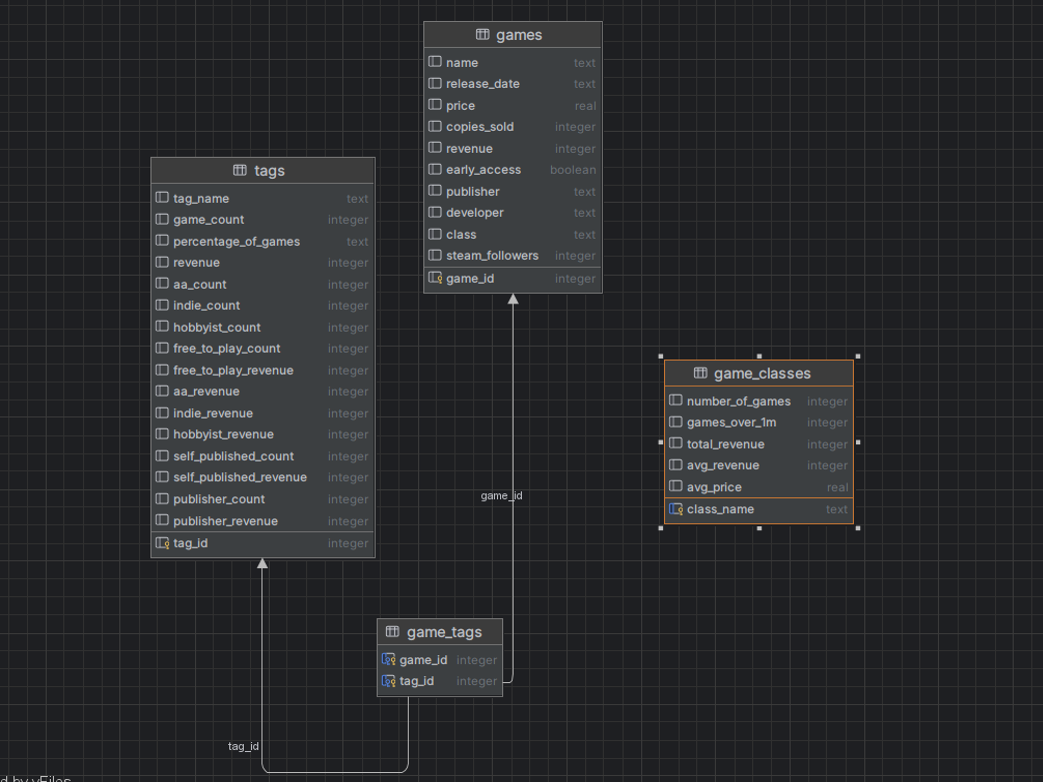 games
name text
release_date text
price real
copies_sold integer
revenue integer
early_access boolean
publisher text
developer text
class text
steam_followers integer
game_id integer
tags
tag_name text
game_count integer
percentage_of_games text
revenue integer
aa_count integer
indie_count integer
hobbyist_count integer
free_to_play_count integer
free_to_play_revenue integer
aa_revenue integer
indie_revenue integer
hobbyist_revenue integer
self_published_count integer
self_published_revenue integer
publisher_count integer
publisher_revenue integer
tag_id integer
game_classes
number_of_games integer
games_over_1m integer
total_revenue integer
avg_revenue integer
avg_price real
class_name text
game_id
game_tags
game_id integer
tag_id integer
tag_id
d by yFiles